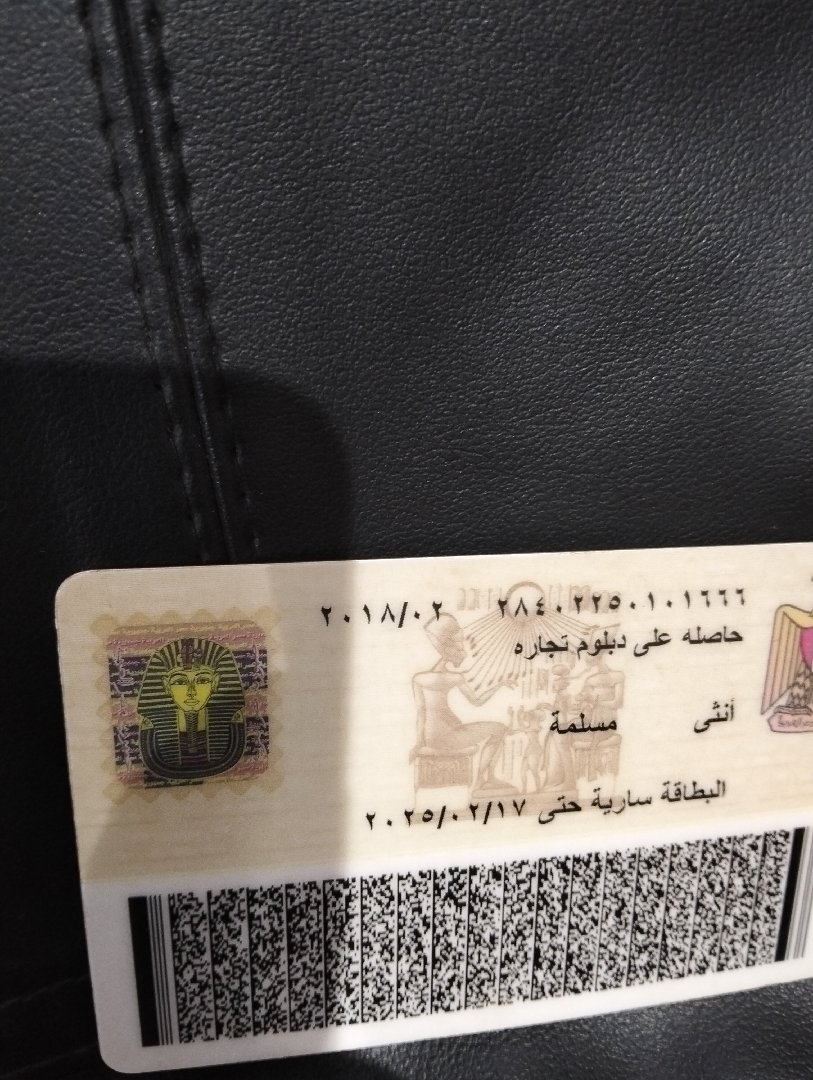 ٢٨٤٠٢٢٥٠١٠١٦٦٦ ٢٠١٨/٠٢
حاصله على دبلوم تجاره
أنثى مسلمة
البطاقة سارية حتى ٢٠٢٥/٠٢/١٧